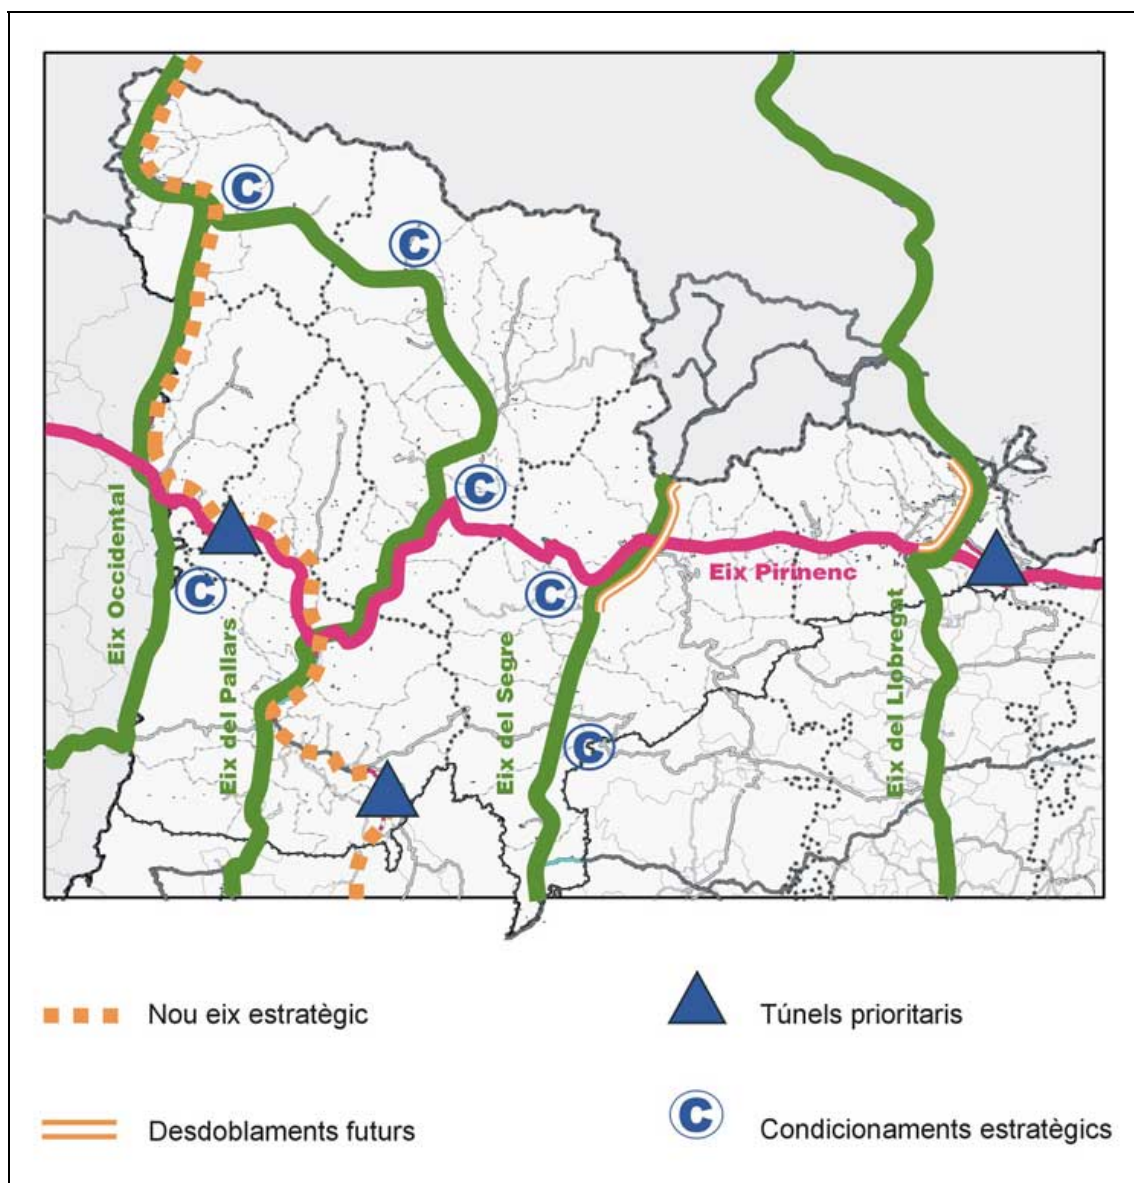 C
C
C
C
C
C
Eix Occidental
Eix del Pallars
Eix del Segre
Eix Pirinenc
Eix del Llobregat
Nou eix estratègic
Túnels prioritaris
Desdoblaments futurs
C
Condicionaments estratègics